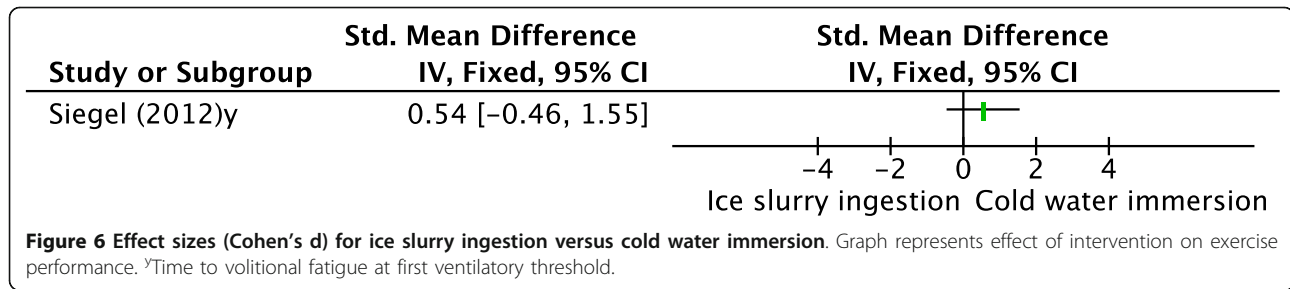 Std. Mean Difference Std. Mean Difference
Study or Subgroup IV, Fixed, 95% CI IV, Fixed, 95% CI
Siegel (2012)y 0.54 [−0.46, 1.55]
−4 −2 0 2 4
Ice slurry ingestion Cold water immersion
Figure 6 Effect sizes (Cohen's d) for ice slurry ingestion versus cold water immersion. Graph represents effect of intervention on exercise
performance. ʸTime to volitional fatigue at first ventilatory threshold.